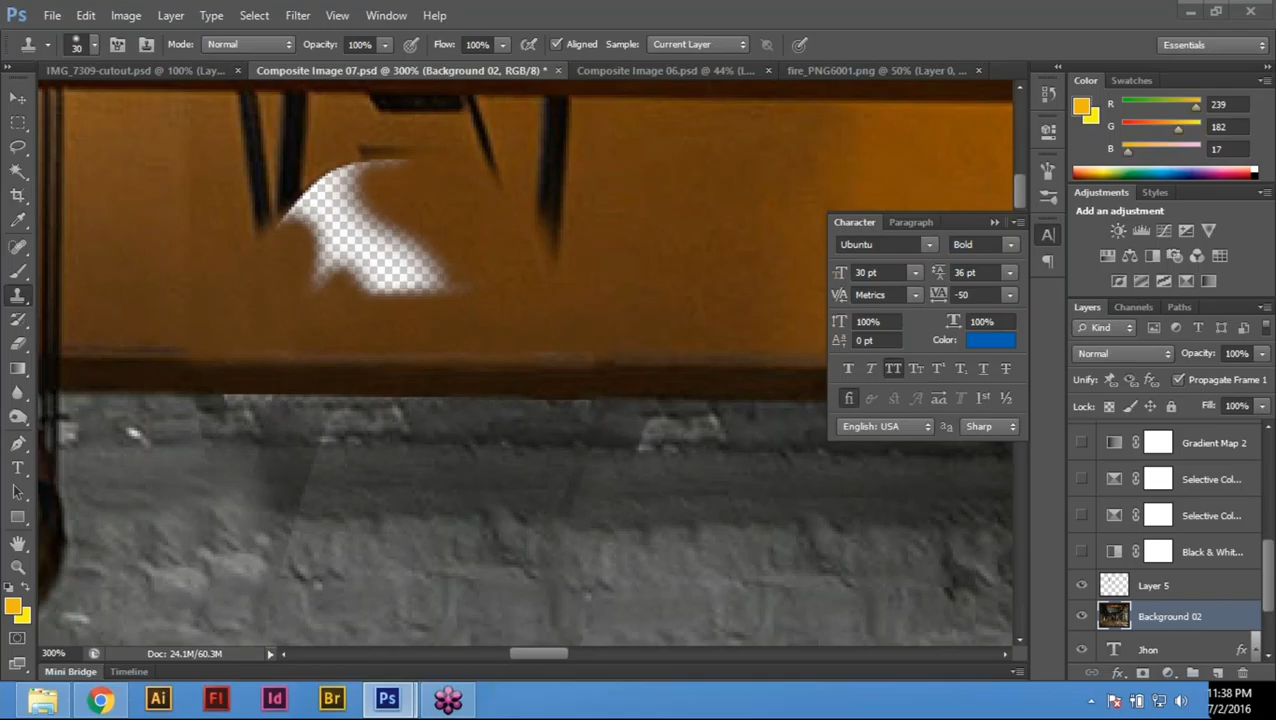 Ps File Edit Image Layer Type Select Filter View Window Help
30 Mode: Normal Opacity: 100% Flow: 100% Aligned Sample: Current Layer Essentials
IMG_7309-cutout.psd @ 100% (Lay... × Composite Image 07.psd @ 300% (Background 02, RGB/8) * × Composite Image 06.psd @ 44% (L... × fire_PNG6001.png @ 50% (Layer 0, ... ×
Color Swatches
R 239
G 182
B 17
Adjustments Styles
Add an adjustment
Character Paragraph
Ubuntu Bold
30 pt 36 pt
Metrics -50
100% 100%
0 pt Color:
English: USA Sharp
Layers Channels Paths
Kind
Normal Opacity: 100%
Unify: Propagate Frame 1
Lock: Fill: 100%
Gradient Map 2
Selective Col...
Selective Col...
Black & Whit...
Layer 5
Background 02
Jhon fx
300% Doc: 24.1M/60.3M
Mini Bridge Timeline
Ai Fl Id Br Ps
11:38 PM
7/2/2016